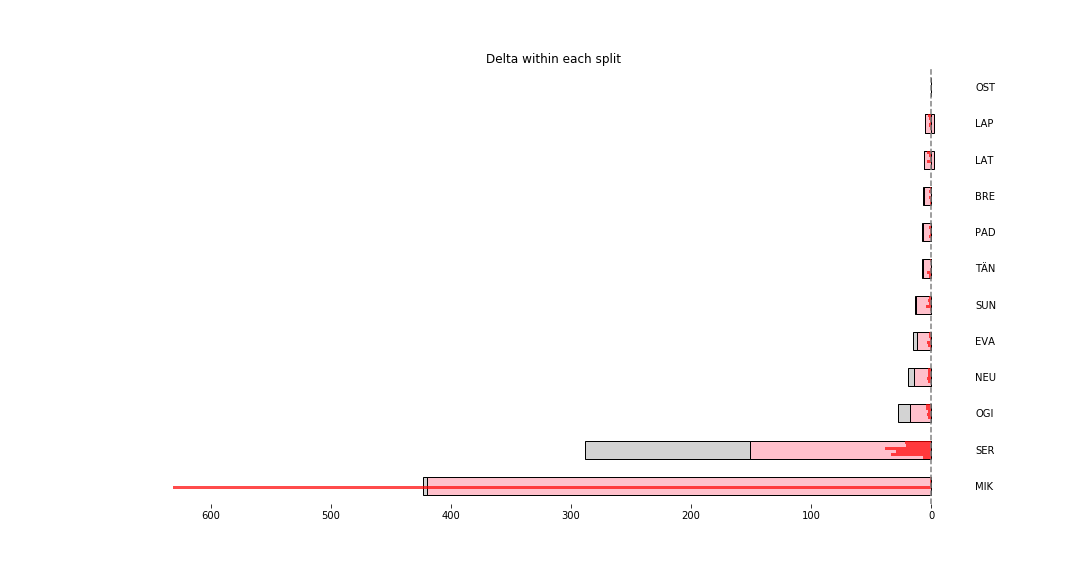 Delta within each split
OST
LAP
LAT
BRE
PAD
TÄN
SUN
EVA
NEU
OGI
SER
MIK
600 500 400 300 200 100 0